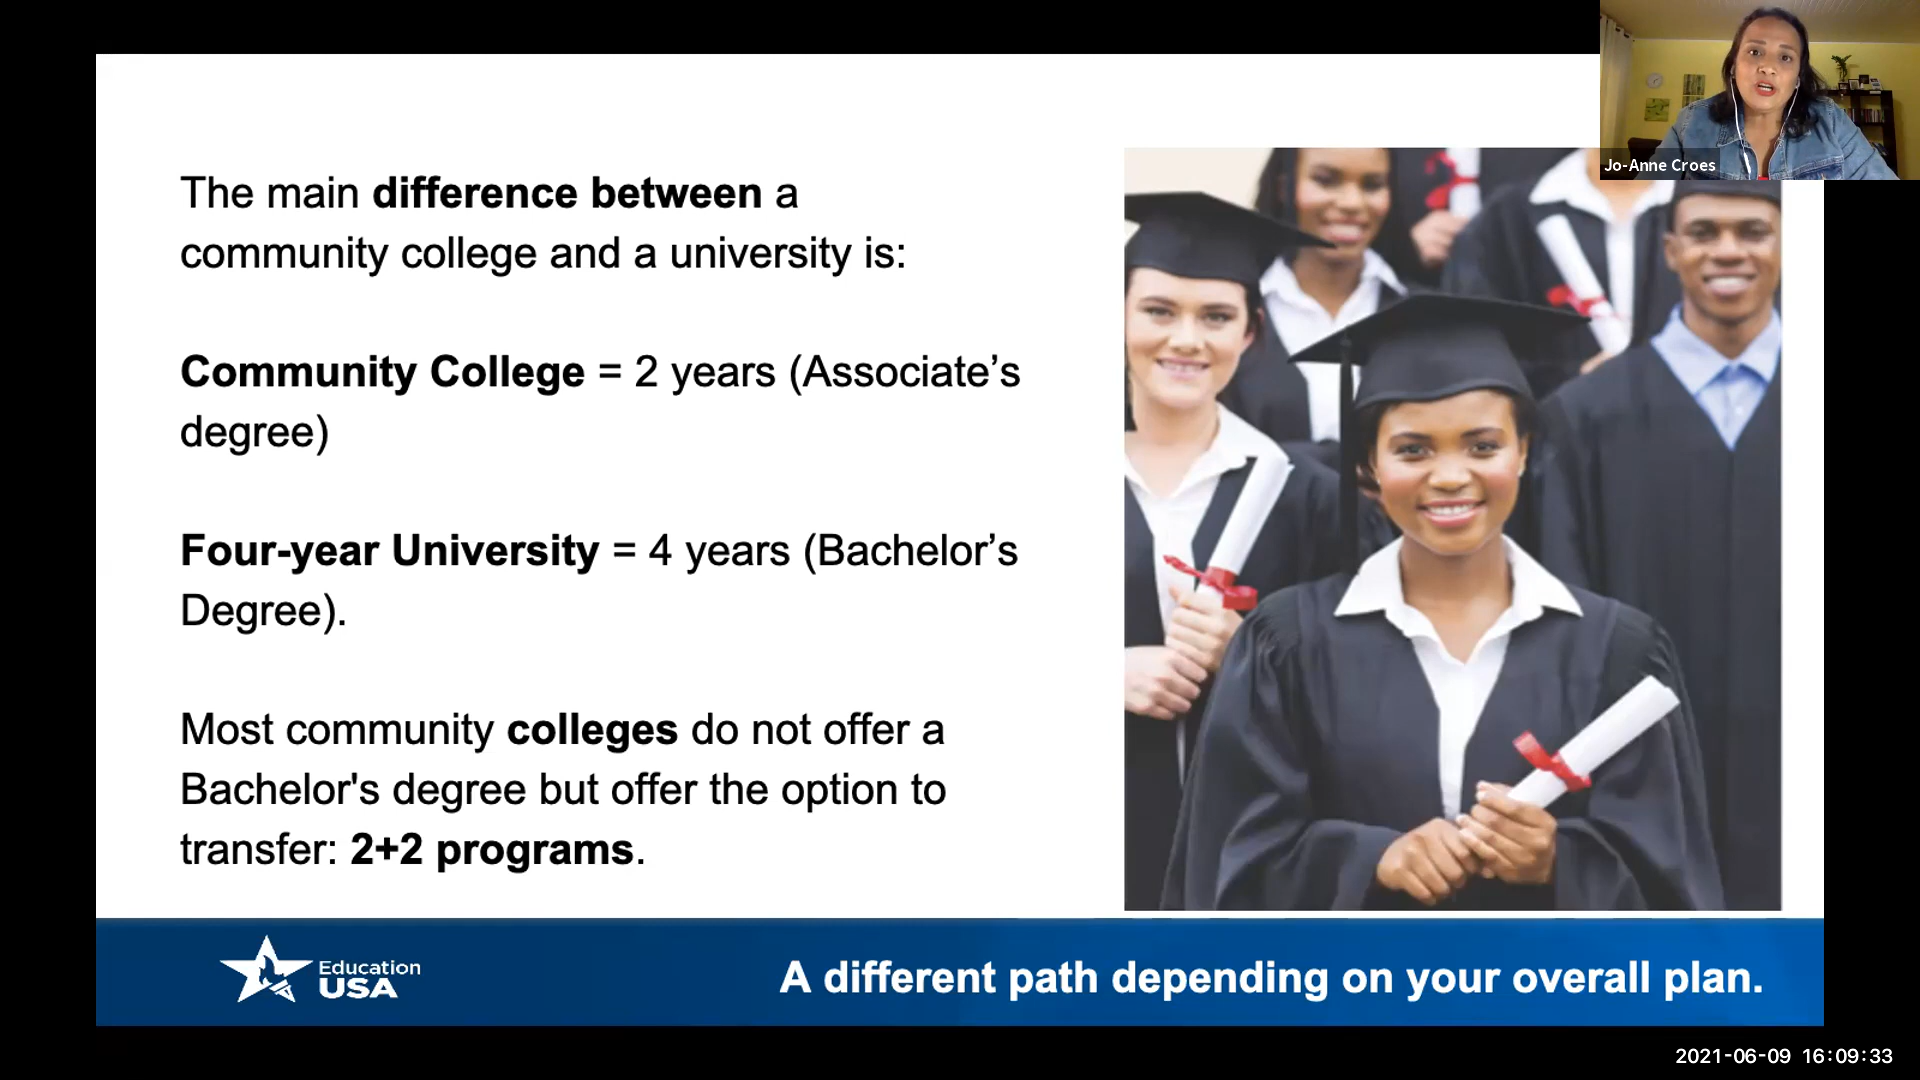 Jo-Anne Croes
The main difference between a
community college and a university is:
Community College = 2 years (Associate’s
degree)
Four-year University = 4 years (Bachelor’s
Degree).
Most community colleges do not offer a
Bachelor's degree but offer the option to
transfer: 2+2 programs.
Education
USA
A different path depending on your overall plan.
2021-06-09 16:09:33